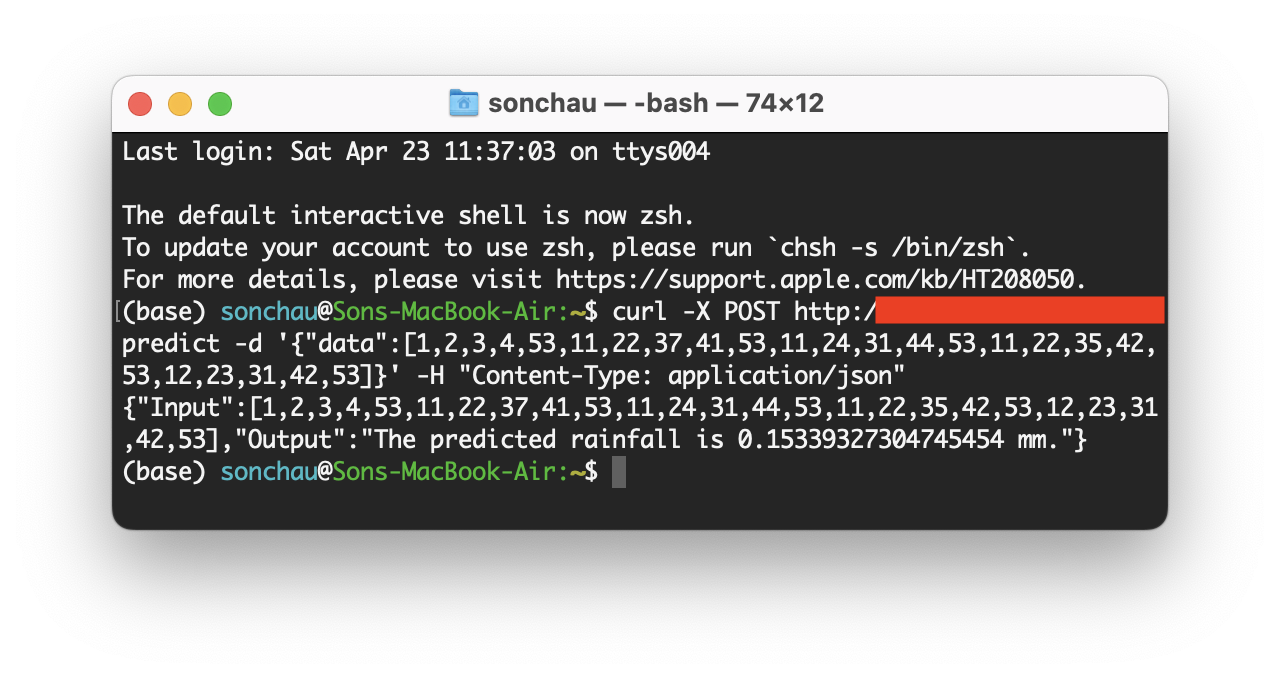 sonchau — -bash — 74×12
Last login: Sat Apr 23 11:37:03 on ttys004
The default interactive shell is now zsh.
To update your account to use zsh, please run `chsh -s /bin/zsh`.
For more details, please visit https://support.apple.com/kb/HT208050.
[(base) sonchau@Sons-MacBook-Air:~$ curl -X POST http:/
predict -d '{"data":[1,2,3,4,53,11,22,37,41,53,11,24,31,44,53,11,22,35,42,
53,12,23,31,42,53]}' -H "Content-Type: application/json"
{"Input":[1,2,3,4,53,11,22,37,41,53,11,24,31,44,53,11,22,35,42,53,12,23,31
,42,53],"Output":"The predicted rainfall is 0.15339327304745454 mm."}
(base) sonchau@Sons-MacBook-Air:~$